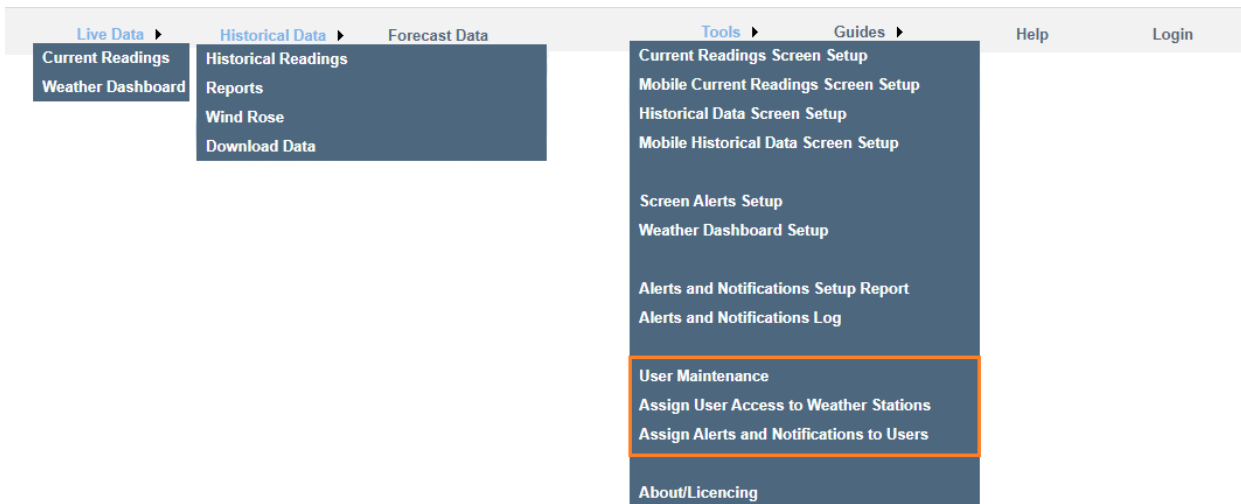 Live Data
Historical Data
Forecast Data
Tools
Guides
Help
Login
Current Readings
Weather Dashboard
Historical Readings
Reports
Wind Rose
Download Data
Current Readings Screen Setup
Mobile Current Readings Screen Setup
Historical Data Screen Setup
Mobile Historical Data Screen Setup
Screen Alerts Setup
Weather Dashboard Setup
Alerts and Notifications Setup Report
Alerts and Notifications Log
User Maintenance
Assign User Access to Weather Stations
Assign Alerts and Notifications to Users
About/Licencing